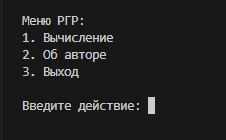 Меню РГР:
1. Вычисление
2. Об авторе
3. Выход
Введите действие: